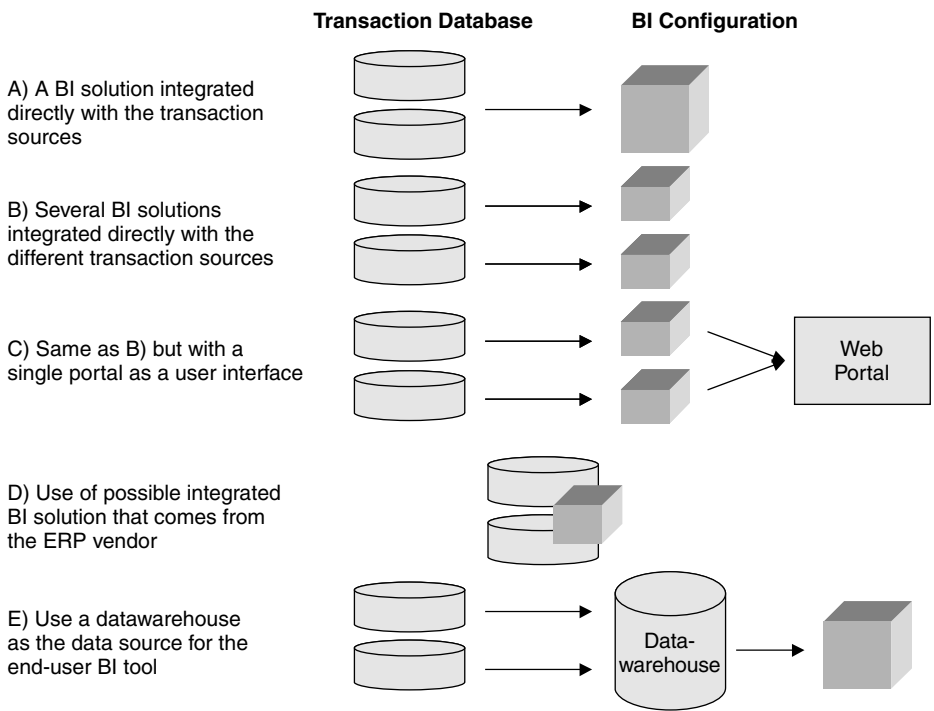 Transaction Database
BI Configuration
A) A BI solution integrated
directly with the transaction
sources
B) Several BI solutions
integrated directly with the
different transaction sources
C) Same as B) but with a
single portal as a user interface
Web
Portal
D) Use of possible integrated
BI solution that comes from
the ERP vendor
E) Use a datawarehouse
as the data source for the
end-user BI tool
Data-
warehouse